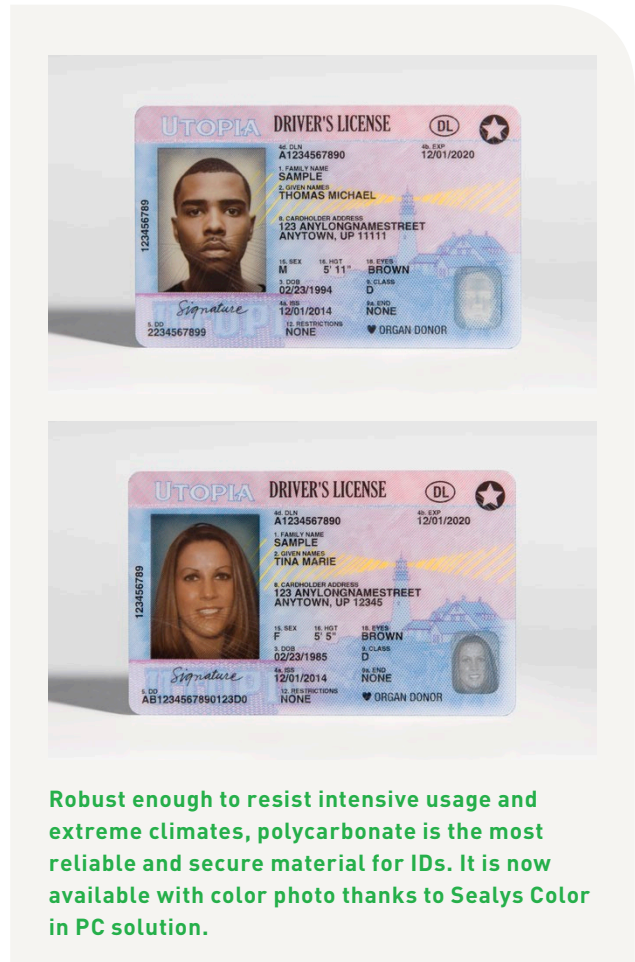 UTOPIA DRIVER'S LICENSE DL
4d. DLN 4b. EXP
A1234567890 12/01/2020
1. FAMILY NAME
SAMPLE
2. GIVEN NAMES
THOMAS MICHAEL
8. CARDHOLDER ADDRESS
123 ANYLONGNAMESTREET
ANYTOWN, UP 11111
15. SEX 16. HGT 18. EYES
M 5' 11" BROWN
3. DOB 9. CLASS
02/23/1994 D
4a. ISS 9a. END
12/01/2014 NONE
12. RESTRICTIONS
NONE ORGAN DONOR
123456789
Signature
5. DD
2234567899
UTOPIA DRIVER'S LICENSE DL
4d. DLN 4b. EXP
A1234567890 12/01/2020
1. FAMILY NAME
SAMPLE
2. GIVEN NAMES
TINA MARIE
8. CARDHOLDER ADDRESS
123 ANYLONGNAMESTREET
ANYTOWN, UP 12345
15. SEX 16. HGT 18. EYES
F 5' 5" BROWN
3. DOB 9. CLASS
02/23/1985 D
4a. ISS 9a. END
12/01/2014 NONE
12. RESTRICTIONS
NONE ORGAN DONOR
123456789
Signature
5. DD
AB1234567890123D0
Robust enough to resist intensive usage and
extreme climates, polycarbonate is the most
reliable and secure material for IDs. It is now
available with color photo thanks to Sealys Color
in PC solution.